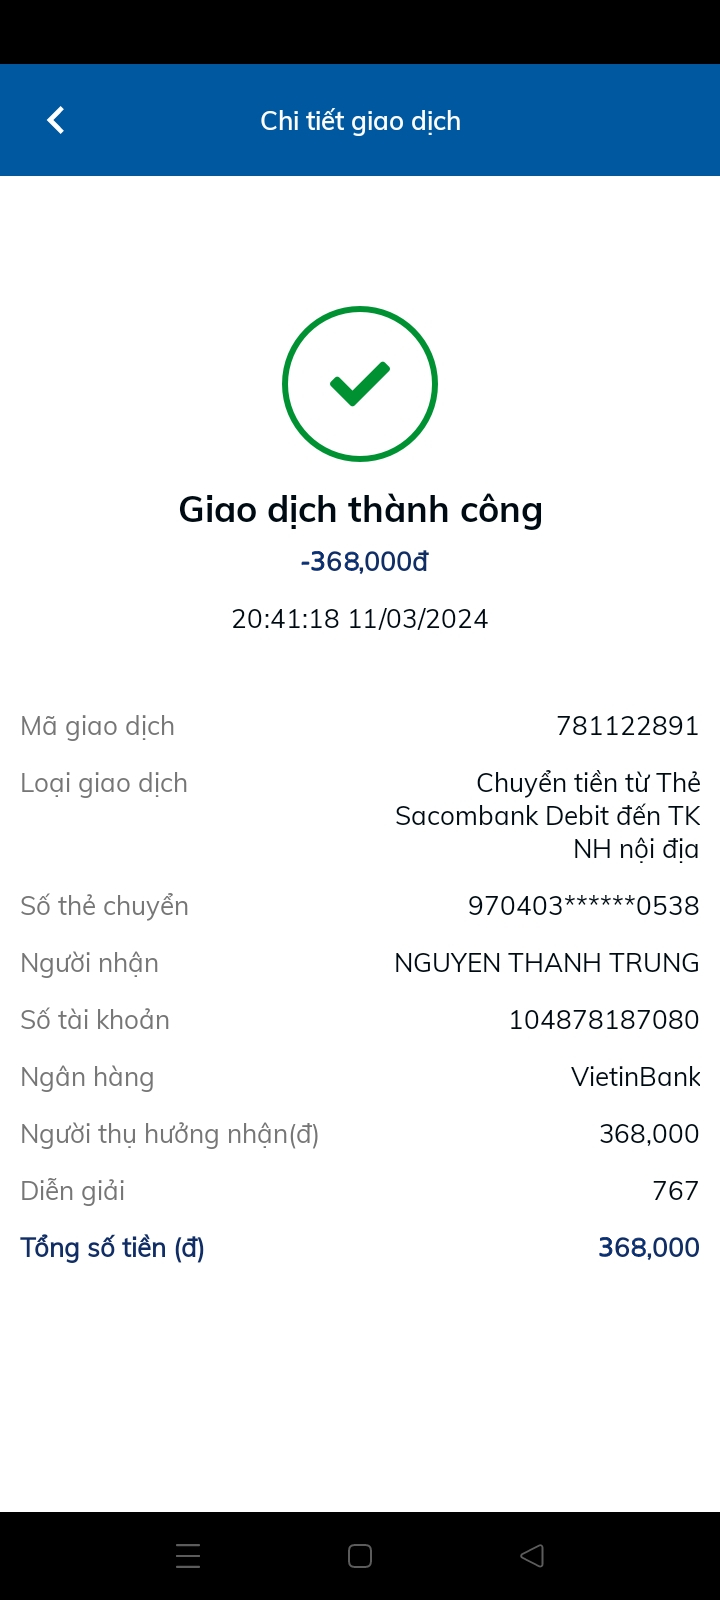 Chi tiết giao dịch
Giao dịch thành công
-368,000đ
20:41:18 11/03/2024
Mã giao dịch 781122891
Loại giao dịch Chuyển tiền từ Thẻ
Sacombank Debit đến TK
NH nội địa
Số thẻ chuyển 970403******0538
Người nhận NGUYEN THANH TRUNG
Số tài khoản 104878187080
Ngân hàng VietinBank
Người thụ hưởng nhận(đ) 368,000
Diễn giải 767
Tổng số tiền (đ) 368,000